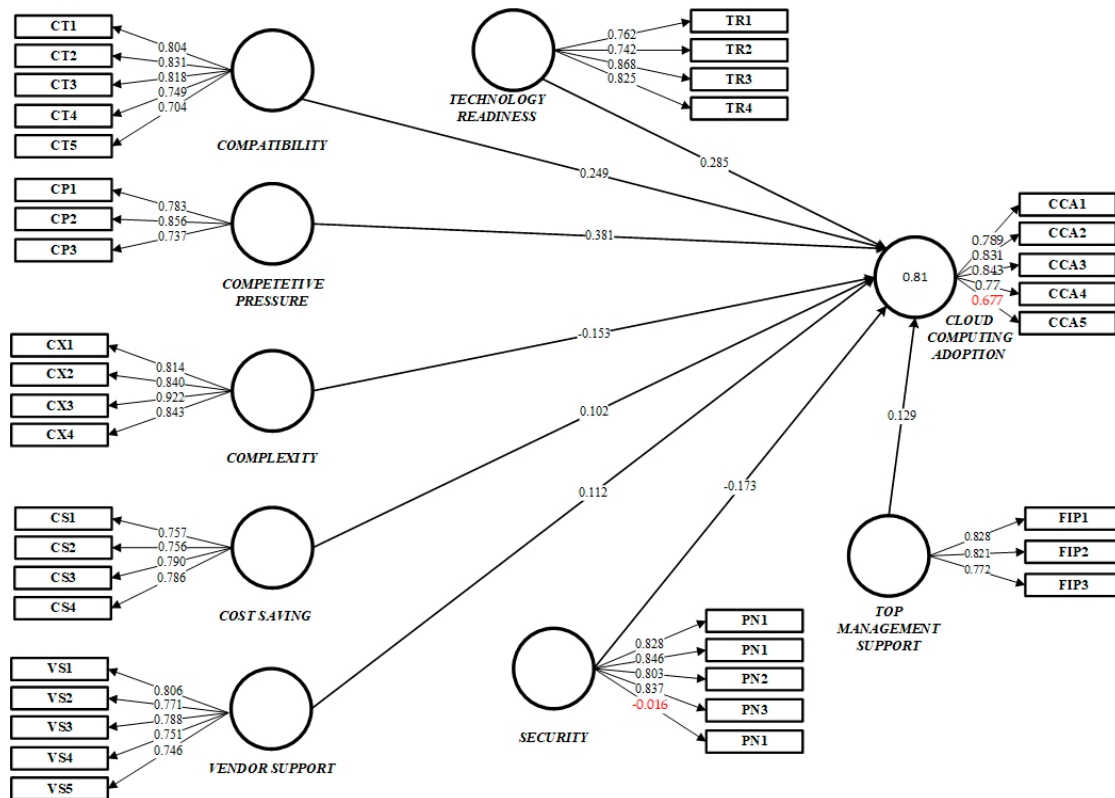 CT1
CT2
CT3
CT4
CT5
0.804
0.831
0.818
0.749
0.704
COMPATIBILITY
TR1
TR2
TR3
TR4
0.762
0.742
0.868
0.825
TECHNOLOGY
READINESS
0.285
0.249
CP1
CP2
CP3
0.783
0.856
0.737
COMPETETIVE
PRESSURE
0.381
CCA1
CCA2
CCA3
CCA4
CCA5
0.789
0.831
0.843
0.77
0.677
0.81
CLOUD
COMPUTING
ADOPTION
CX1
CX2
CX3
CX4
0.814
0.840
0.922
0.843
COMPLEXITY
-0.153
0.102
0.129
0.112
-0.173
CS1
CS2
CS3
CS4
0.757
0.756
0.790
0.786
COST SAVING
FIP1
FIP2
FIP3
0.828
0.821
0.772
TOP
MANAGEMENT
SUPPORT
VS1
VS2
VS3
VS4
VS5
0.806
0.771
0.788
0.751
0.746
VENDOR SUPPORT
PN1
PN1
PN2
PN3
PN1
0.828
0.846
0.803
0.837
-0.016
SECURITY